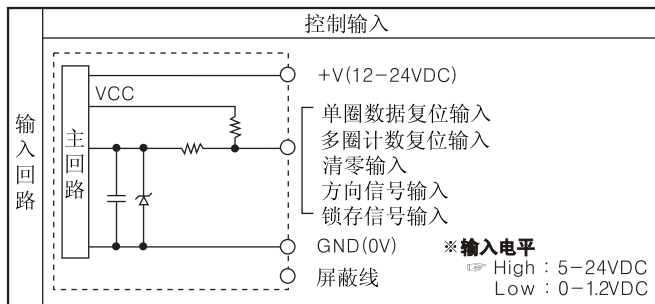 控制输入
输入回路
主回路
VCC
+V(12-24VDC)
单圈数据复位输入
多圈计数复位输入
清零输入
方向信号输入
锁存信号输入
GND(0V)
屏蔽线
※输入电平
☞ High : 5-24VDC
Low : 0-1.2VDC